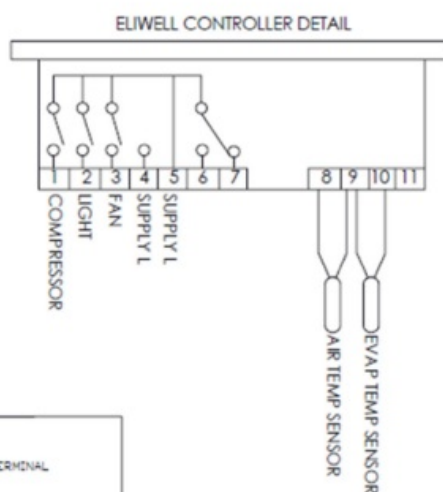 ELIWELL CONTROLLER DETAIL
1 2 3 4 5 6 7 8 9 10 11
COMPRESSOR
LIGHT
FAN
SUPPLY L
SUPPLY L
AIR TEMP SENSOR
EVAP TEMP SENSOR